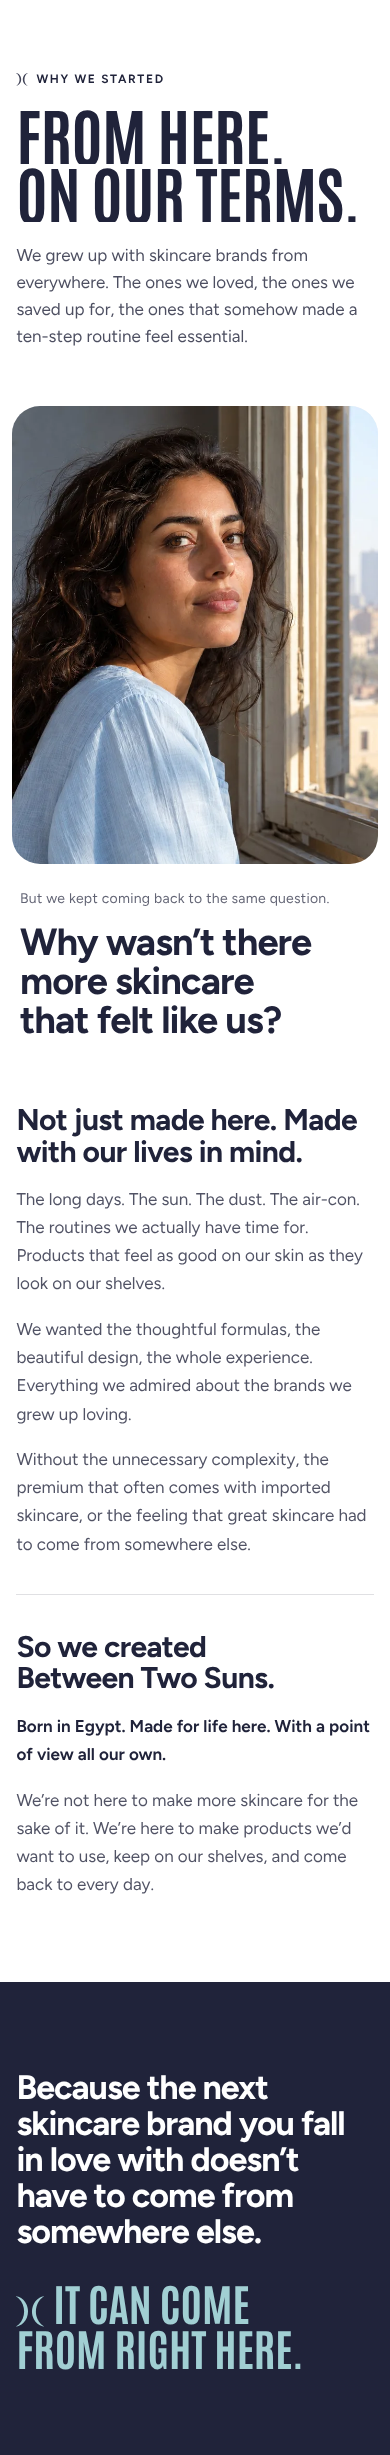 WHY WE STARTED
FROM HERE.
ON OUR TERMS.
We grew up with skincare brands from
everywhere. The ones we loved, the ones we
saved up for, the ones that somehow made a
ten-step routine feel essential.
But we kept coming back to the same question.
Why wasn’t there
more skincare
that felt like us?
Not just made here. Made
with our lives in mind.
The long days. The sun. The dust. The air-con.
The routines we actually have time for.
Products that feel as good on our skin as they
look on our shelves.
We wanted the thoughtful formulas, the
beautiful design, the whole experience.
Everything we admired about the brands we
grew up loving.
Without the unnecessary complexity, the
premium that often comes with imported
skincare, or the feeling that great skincare had
to come from somewhere else.
So we created
Between Two Suns.
Born in Egypt. Made for life here. With a point
of view all our own.
We’re not here to make more skincare for the
sake of it. We’re here to make products we’d
want to use, keep on our shelves, and come
back to every day.
Because the next
skincare brand you fall
in love with doesn’t
have to come from
somewhere else.
IT CAN COME
FROM RIGHT HERE.